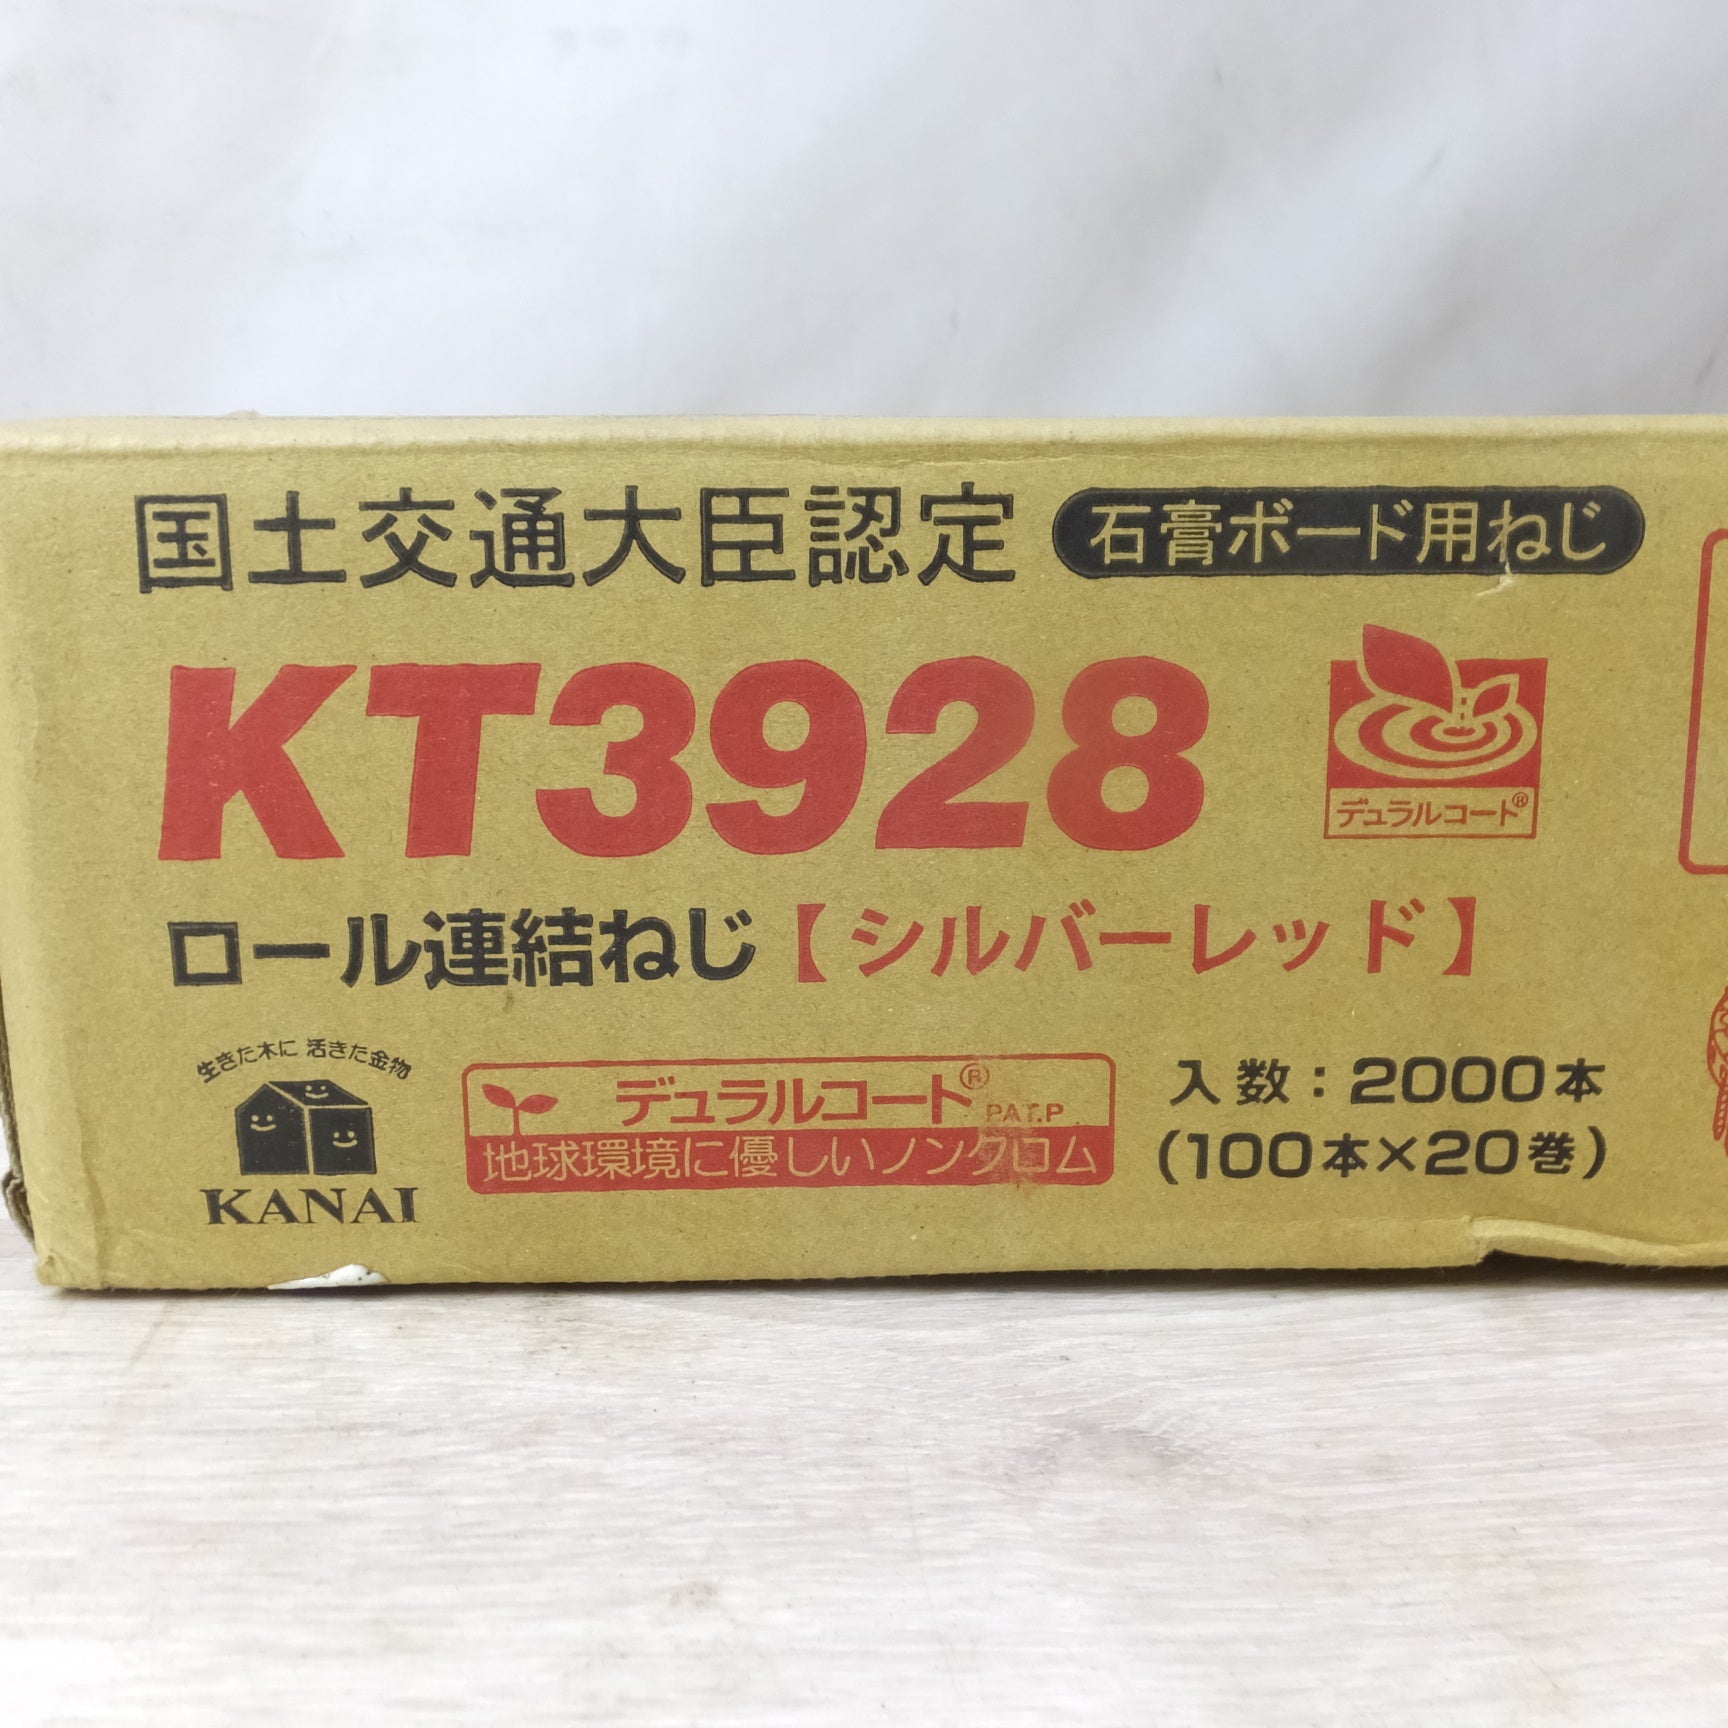 国土交通大臣認定 石膏ボード用ねじ
KT3928
デュラルコート®
ロール連結ねじ【シルバーレッド】
生きた木に 活きた金物
KANAI
デュラルコート® PAT.P
地球環境に優しいノンクロム
入数：2000本
(100本×20巻)